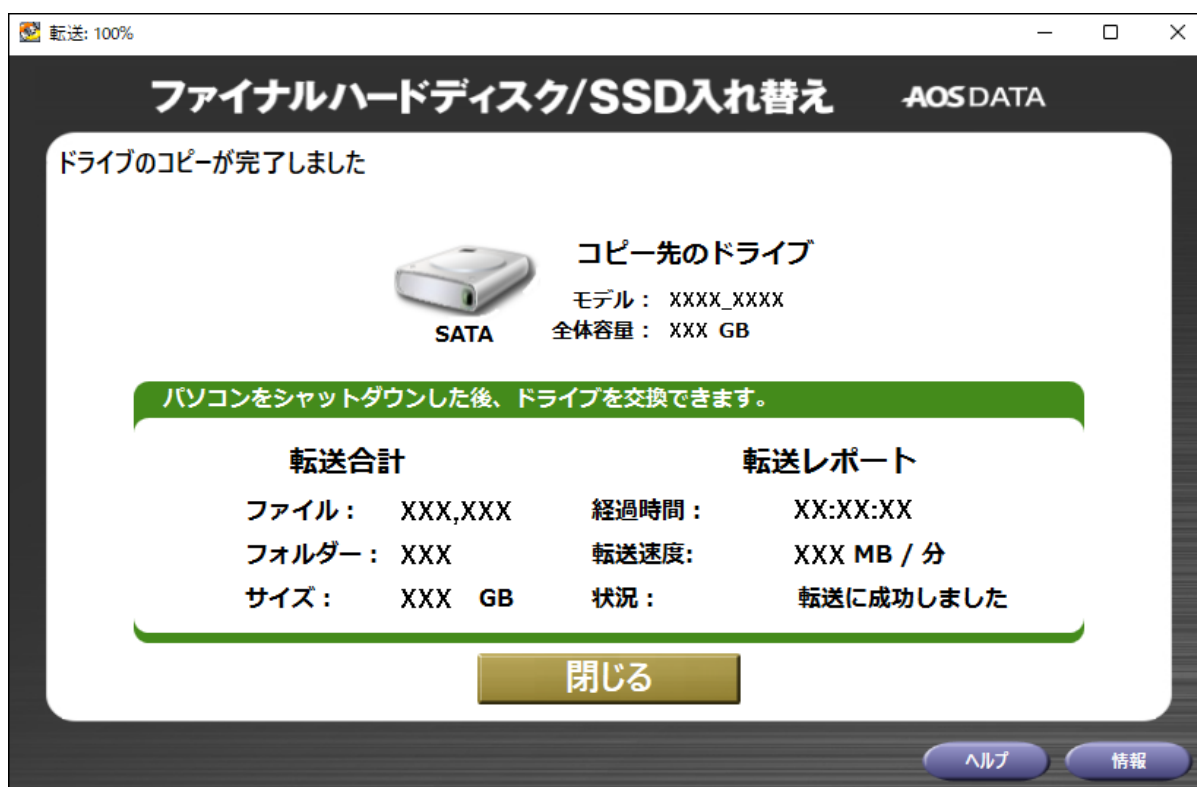 転送: 100%
ファイナルハードディスク/SSD入れ替え AOSDATA
ドライブのコピーが完了しました
コピー先のドライブ
モデル： XXXX_XXXX
SATA 全体容量： XXX GB
パソコンをシャットダウンした後、ドライブを交換できます。
転送合計 転送レポート
ファイル： XXX,XXX 経過時間： XX:XX:XX
フォルダー： XXX 転送速度: XXX MB / 分
サイズ： XXX GB 状況： 転送に成功しました
閉じる
ヘルプ 情報